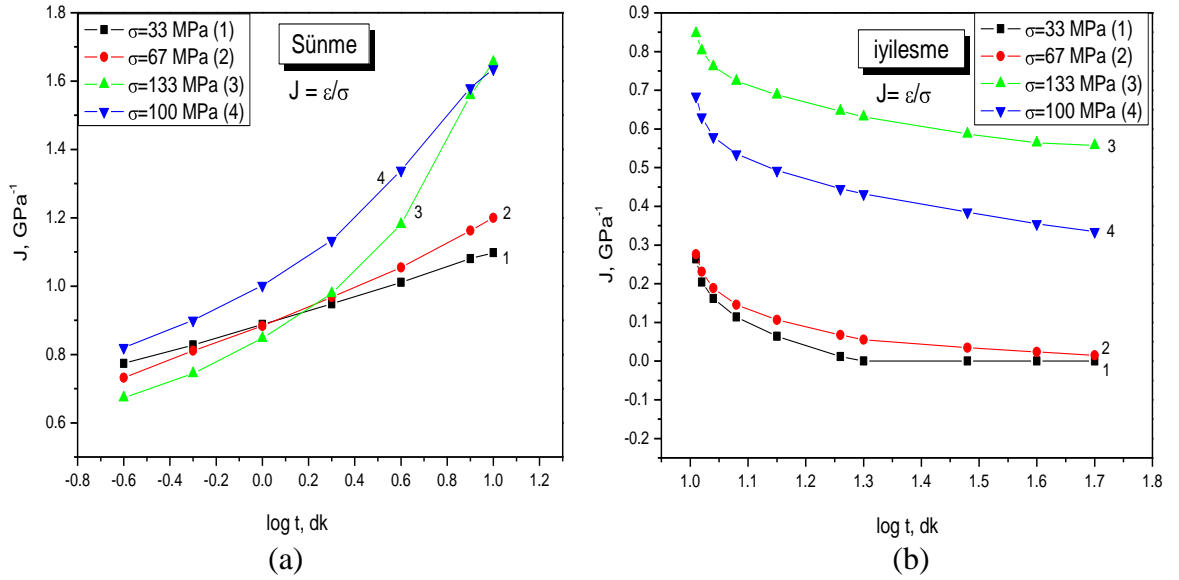 1.8
1.6
1.4
1.2
1.0
0.8
0.6
J, GPa⁻¹
σ=33 MPa (1)
σ=67 MPa (2)
σ=133 MPa (3)
σ=100 MPa (4)
Sünme
J = ε/σ
4
3
2
1
-0.8 -0.6 -0.4 -0.2 0.0 0.2 0.4 0.6 0.8 1.0 1.2
log t, dk
(a)
0.9
0.8
0.7
0.6
0.5
0.4
0.3
0.2
0.1
0.0
-0.1
-0.2
J, GPa⁻¹
iyilesme
J= ε/σ
σ=33 MPa (1)
σ=67 MPa (2)
σ=133 MPa (3)
σ=100 MPa (4)
3
4
2
1
1.0 1.1 1.2 1.3 1.4 1.5 1.6 1.7 1.8
log t, dk
(b)